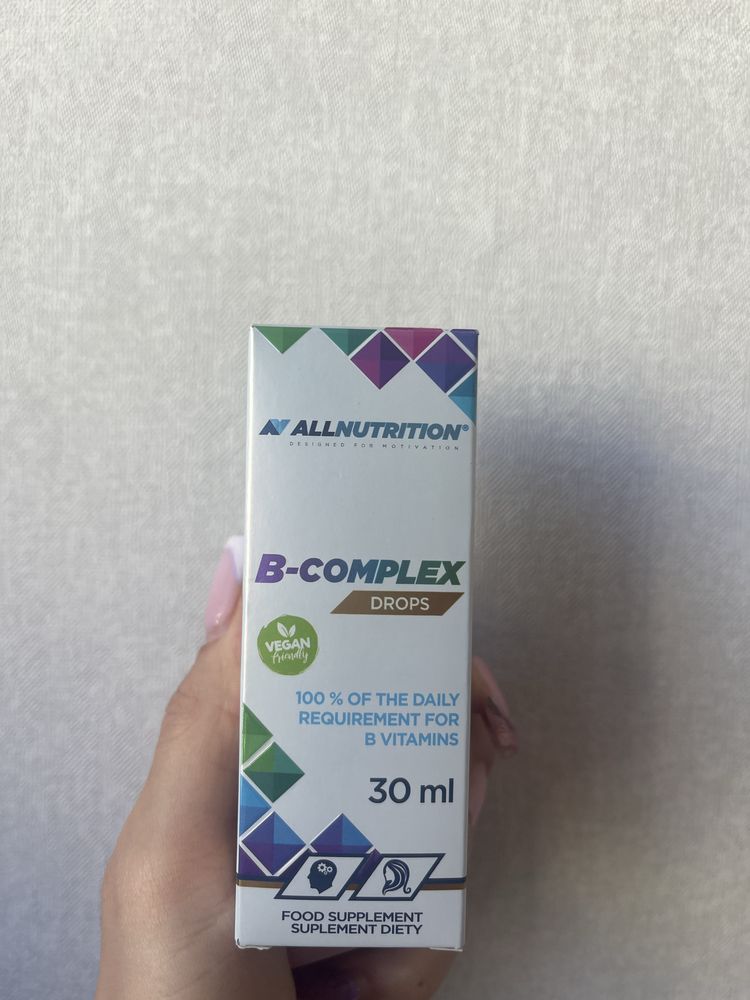 ALLNUTRITION®
DESIGNED FOR MOTIVATION
B-COMPLEX
DROPS
VEGAN
friendly
100 % OF THE DAILY
REQUIREMENT FOR
B VITAMINS
30 ml
FOOD SUPPLEMENT
SUPLEMENT DIETY